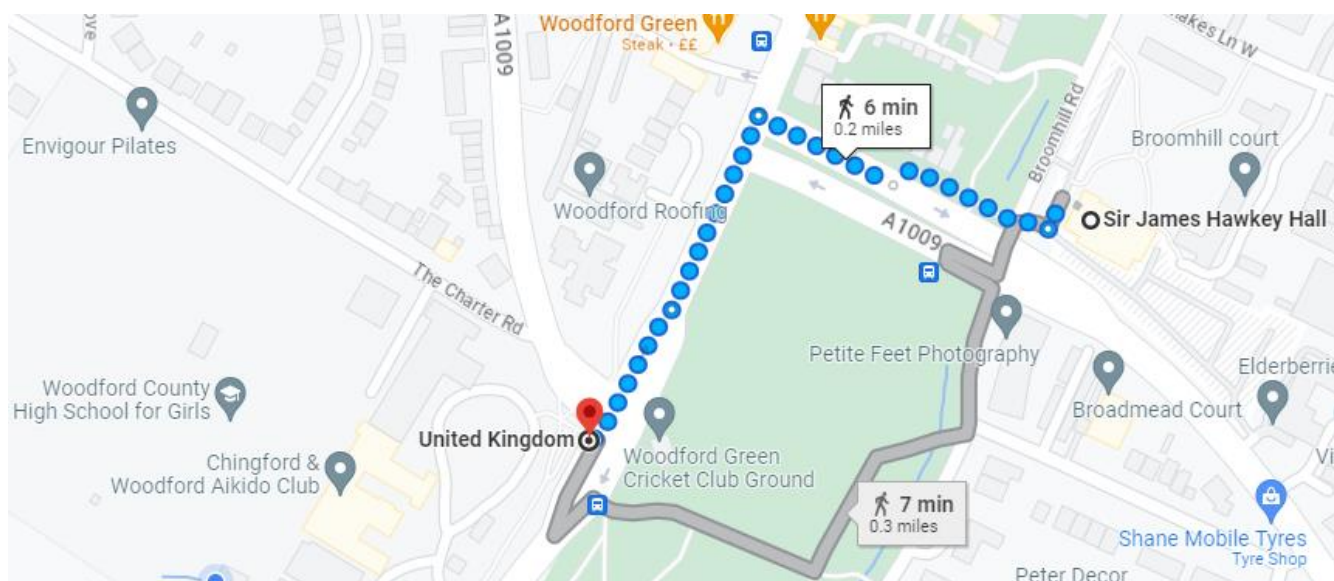 Woodford Green
Steak · ££
A1009
Envigour Pilates
6 min
0.2 miles
Broomhill Rd
Broomhill court
Woodford Roofing
Sir James Hawkey Hall
A1009
The Charter Rd
Petite Feet Photography
Elderberrie
Woodford County
High School for Girls
Broadmead Court
United Kingdom
Woodford Green
Cricket Club Ground
Chingford &
Woodford Aikido Club
7 min
0.3 miles
Shane Mobile Tyres
Tyre Shop
Peter Decor